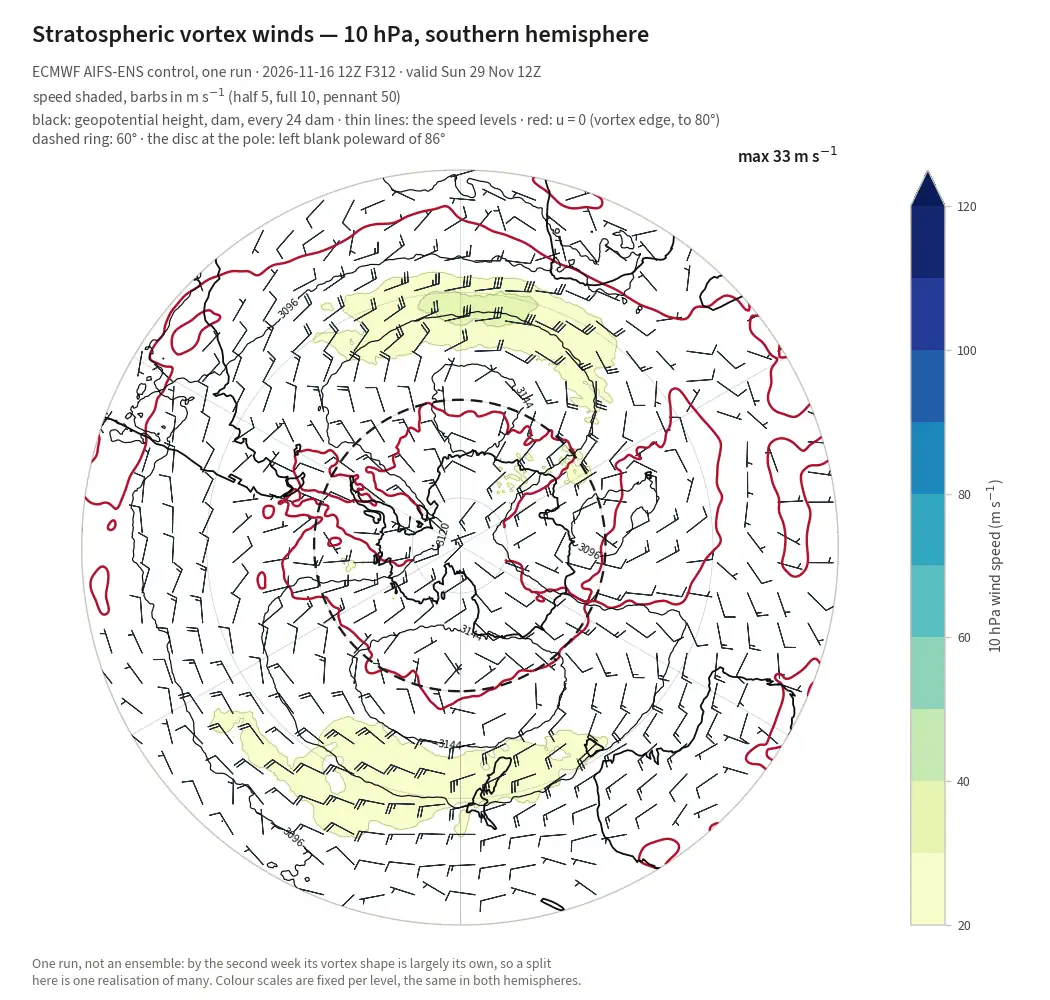 Stratospheric vortex winds — 10 hPa, southern hemisphere
ECMWF AIFS-ENS control, one run · 2026-11-16 12Z F312 · valid Sun 29 Nov 12Z
speed shaded, barbs in m s⁻¹ (half 5, full 10, pennant 50)
black: geopotential height, dam, every 24 dam · thin lines: the speed levels · red: u = 0 (vortex edge, to 80°)
dashed ring: 60° · the disc at the pole: left blank poleward of 86°
max 33 m s⁻¹
120
100
80
60
40
20
10 hPa wind speed (m s⁻¹)
3096
3144
3120
3096
3144
3144
3096
One run, not an ensemble: by the second week its vortex shape is largely its own, so a split
here is one realisation of many. Colour scales are fixed per level, the same in both hemispheres.